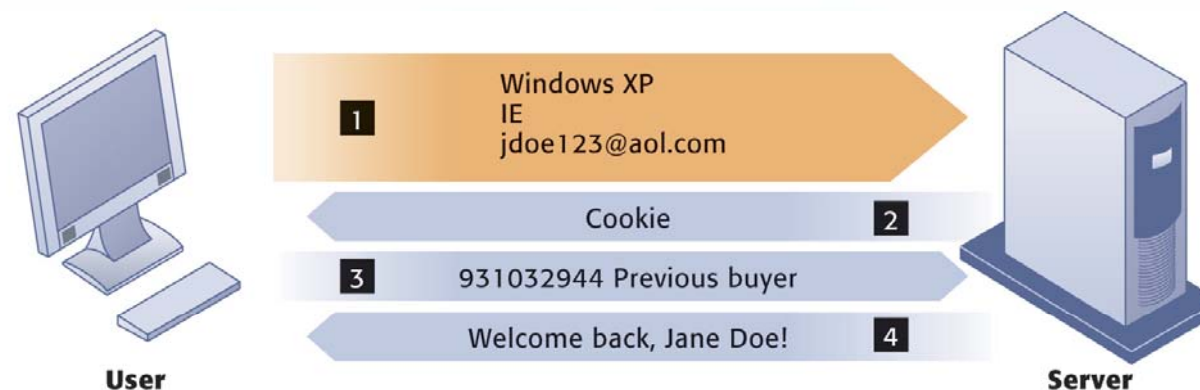 1
Windows XP
IE
jdoe123@aol.com
Cookie 2
3 931032944 Previous buyer
Welcome back, Jane Doe! 4
User
Server